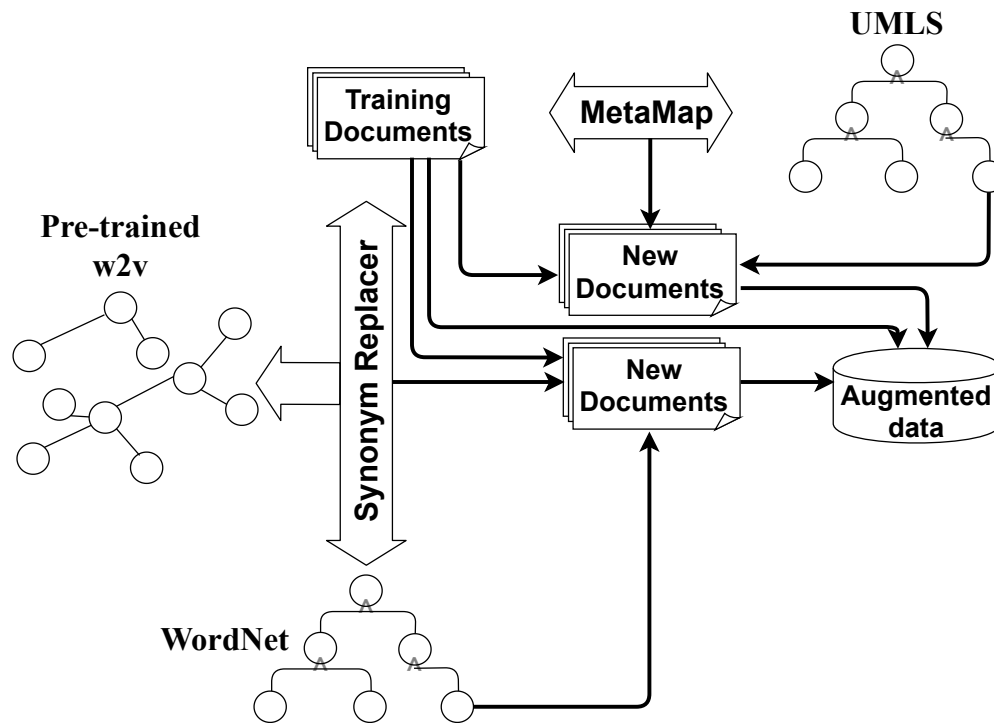 UMLS
Training
Documents
MetaMap
Pre-trained
w2v
New
Documents
Synonym Replacer
New
Documents
Augmented
data
WordNet